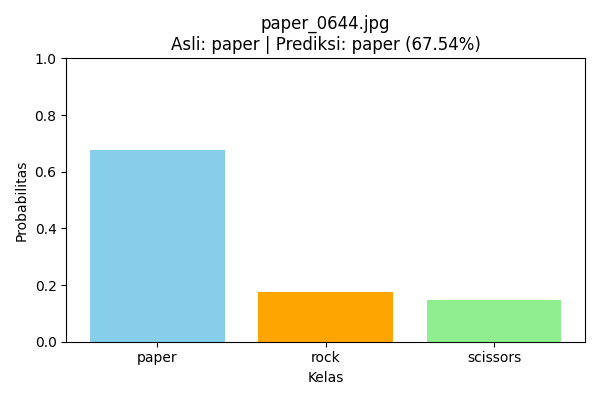 paper_0644.jpg
Asli: paper | Prediksi: paper (67.54%)
1.0
0.8
0.6
0.4
0.2
0.0
Probabilitas
paper rock scissors
Kelas